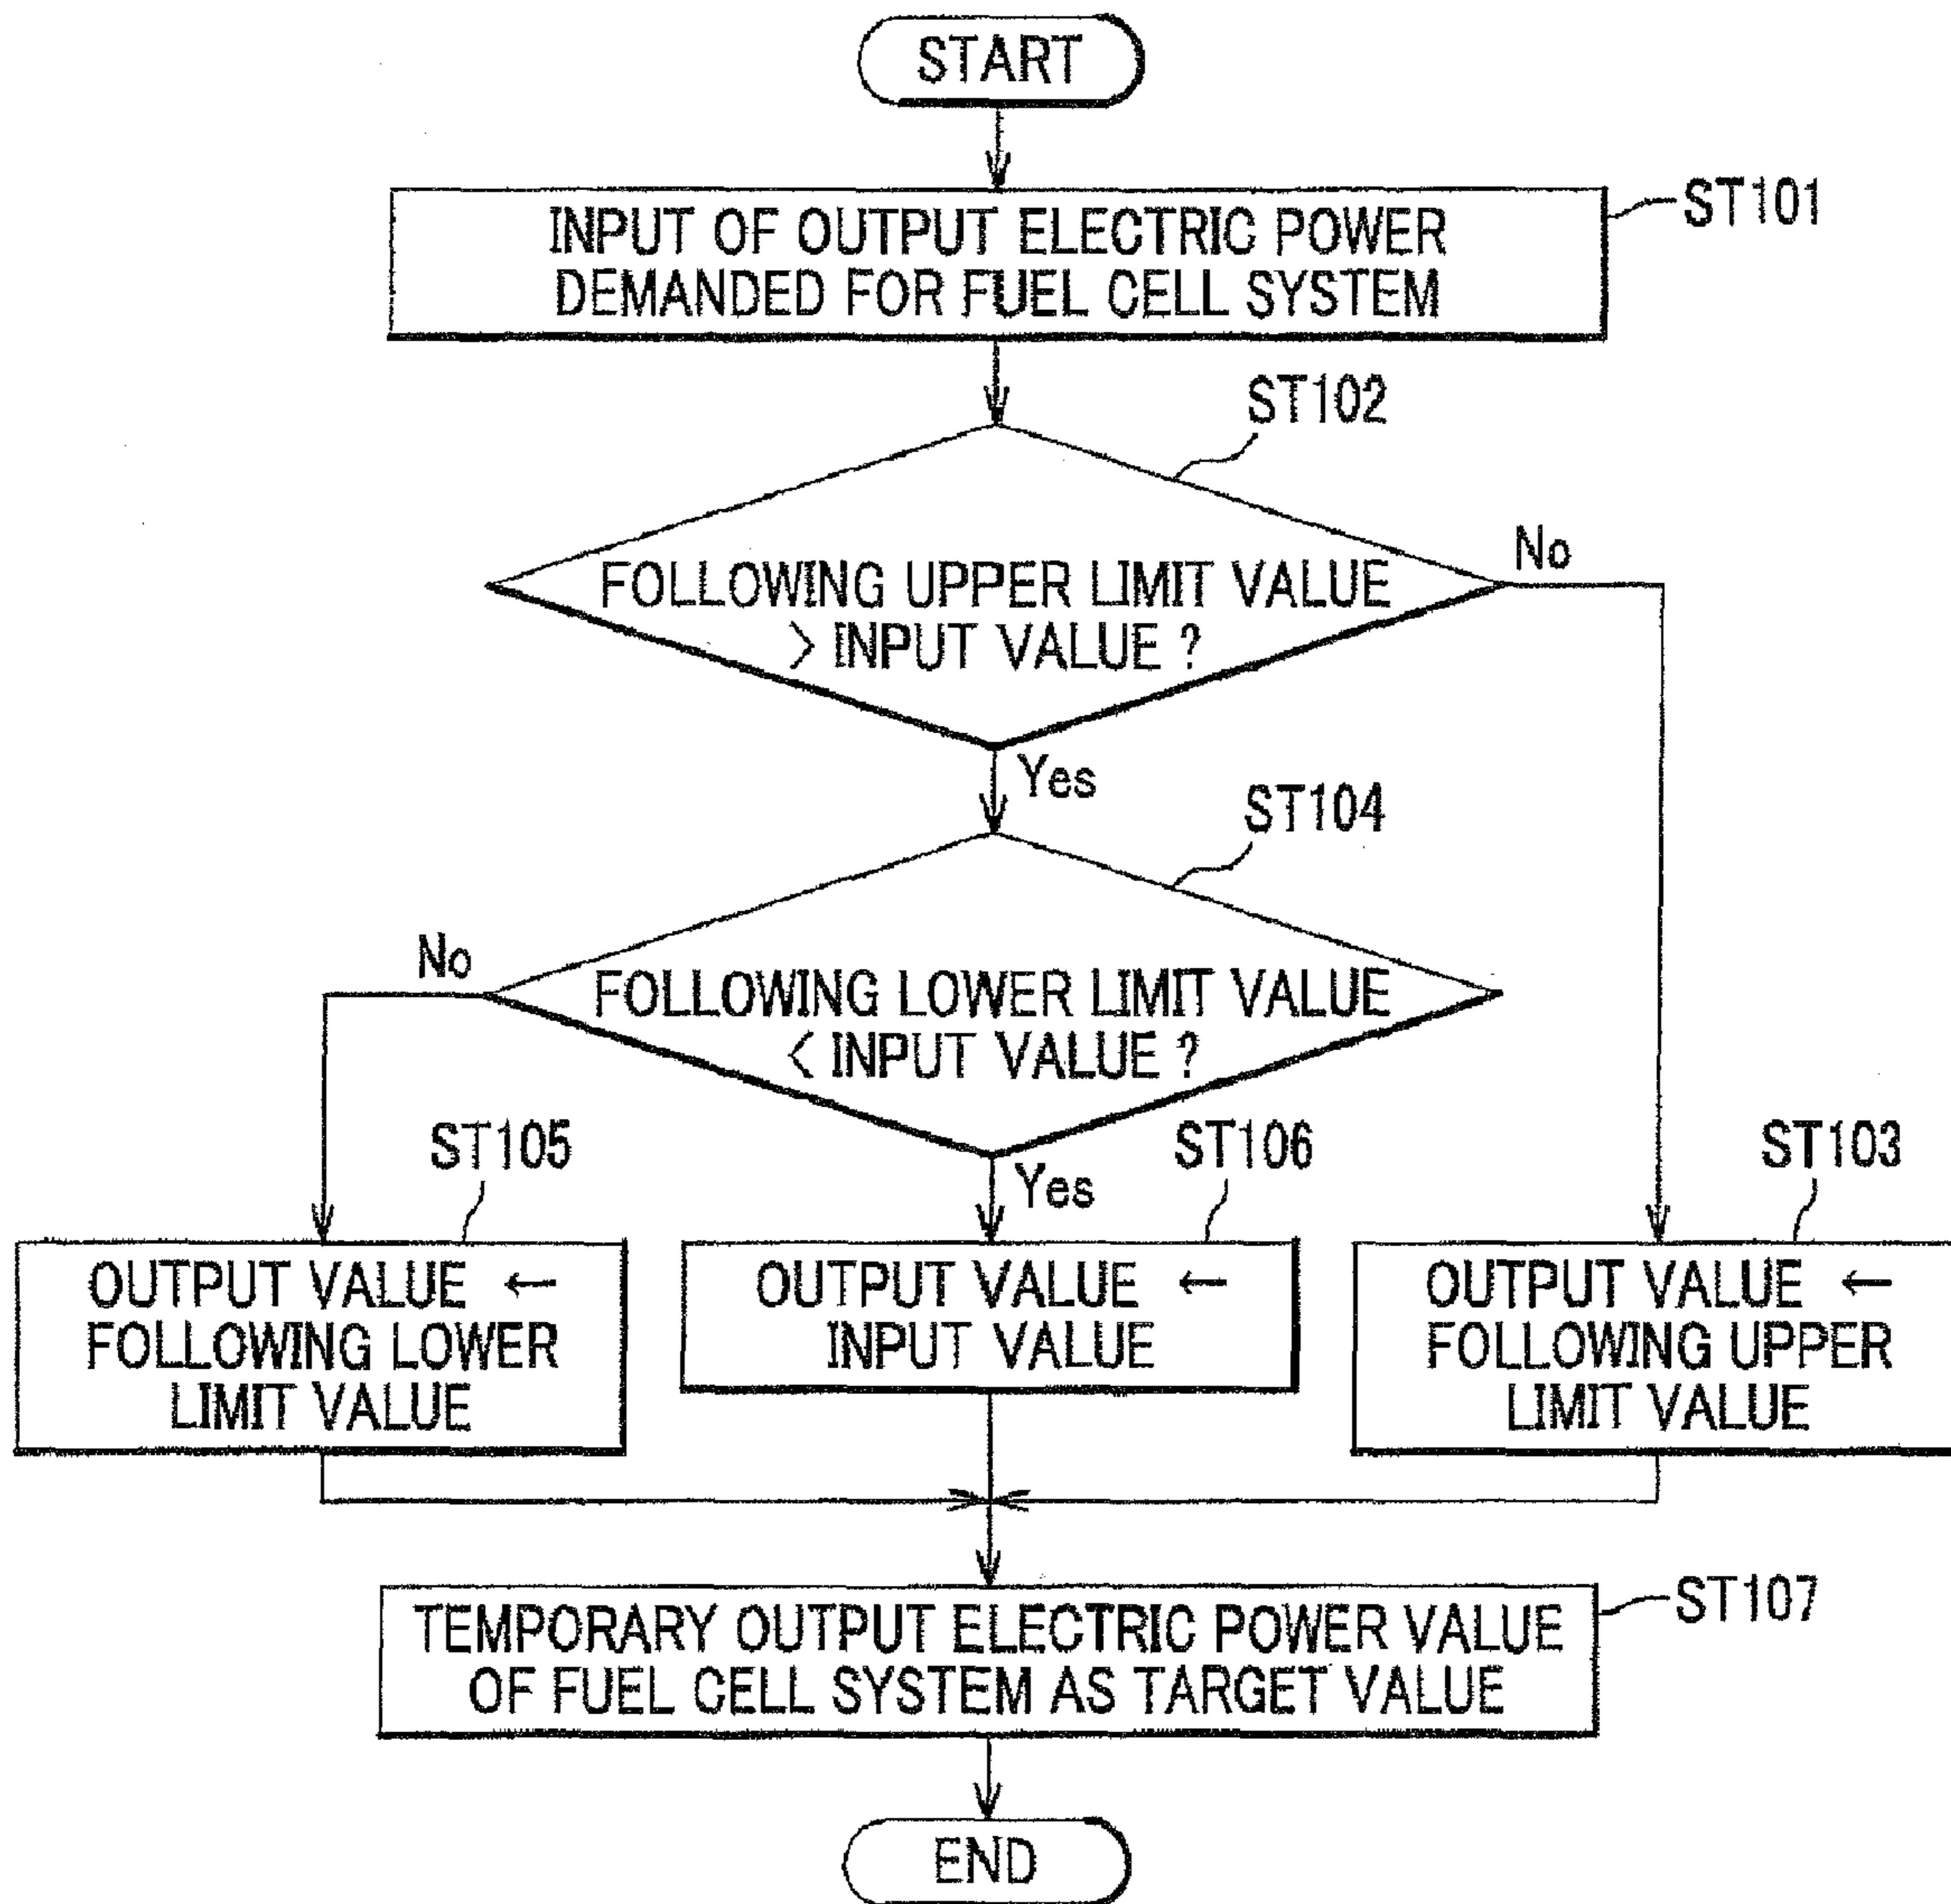 START
INPUT OF OUTPUT ELECTRIC POWER
DEMANDED FOR FUEL CELL SYSTEM
ST101
ST102
FOLLOWING UPPER LIMIT VALUE
> INPUT VALUE ?
No
Yes
ST104
FOLLOWING LOWER LIMIT VALUE
< INPUT VALUE ?
No
Yes
ST105
OUTPUT VALUE ←
FOLLOWING LOWER
LIMIT VALUE
ST106
OUTPUT VALUE ←
INPUT VALUE
ST103
OUTPUT VALUE ←
FOLLOWING UPPER
LIMIT VALUE
TEMPORARY OUTPUT ELECTRIC POWER VALUE
OF FUEL CELL SYSTEM AS TARGET VALUE
ST107
END